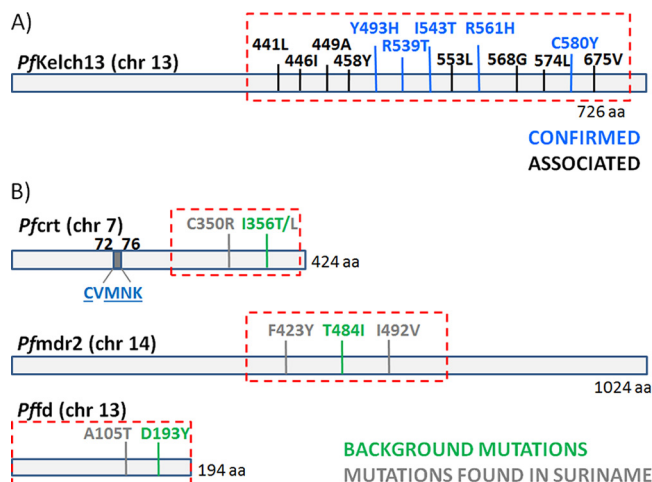 A)
PfKelch13 (chr 13)
Y493H I543T R561H
441L 449A R539T C580Y
446I 458Y 553L 568G 574L 675V
726 aa
CONFIRMED
ASSOCIATED
B)
Pfcrt (chr 7)
C350R I356T/L
72 76
424 aa
CVMNK
Pfmdr2 (chr 14)
F423Y T484I I492V
1024 aa
Pffd (chr 13)
A105T D193Y
194 aa
BACKGROUND MUTATIONS
MUTATIONS FOUND IN SURINAME